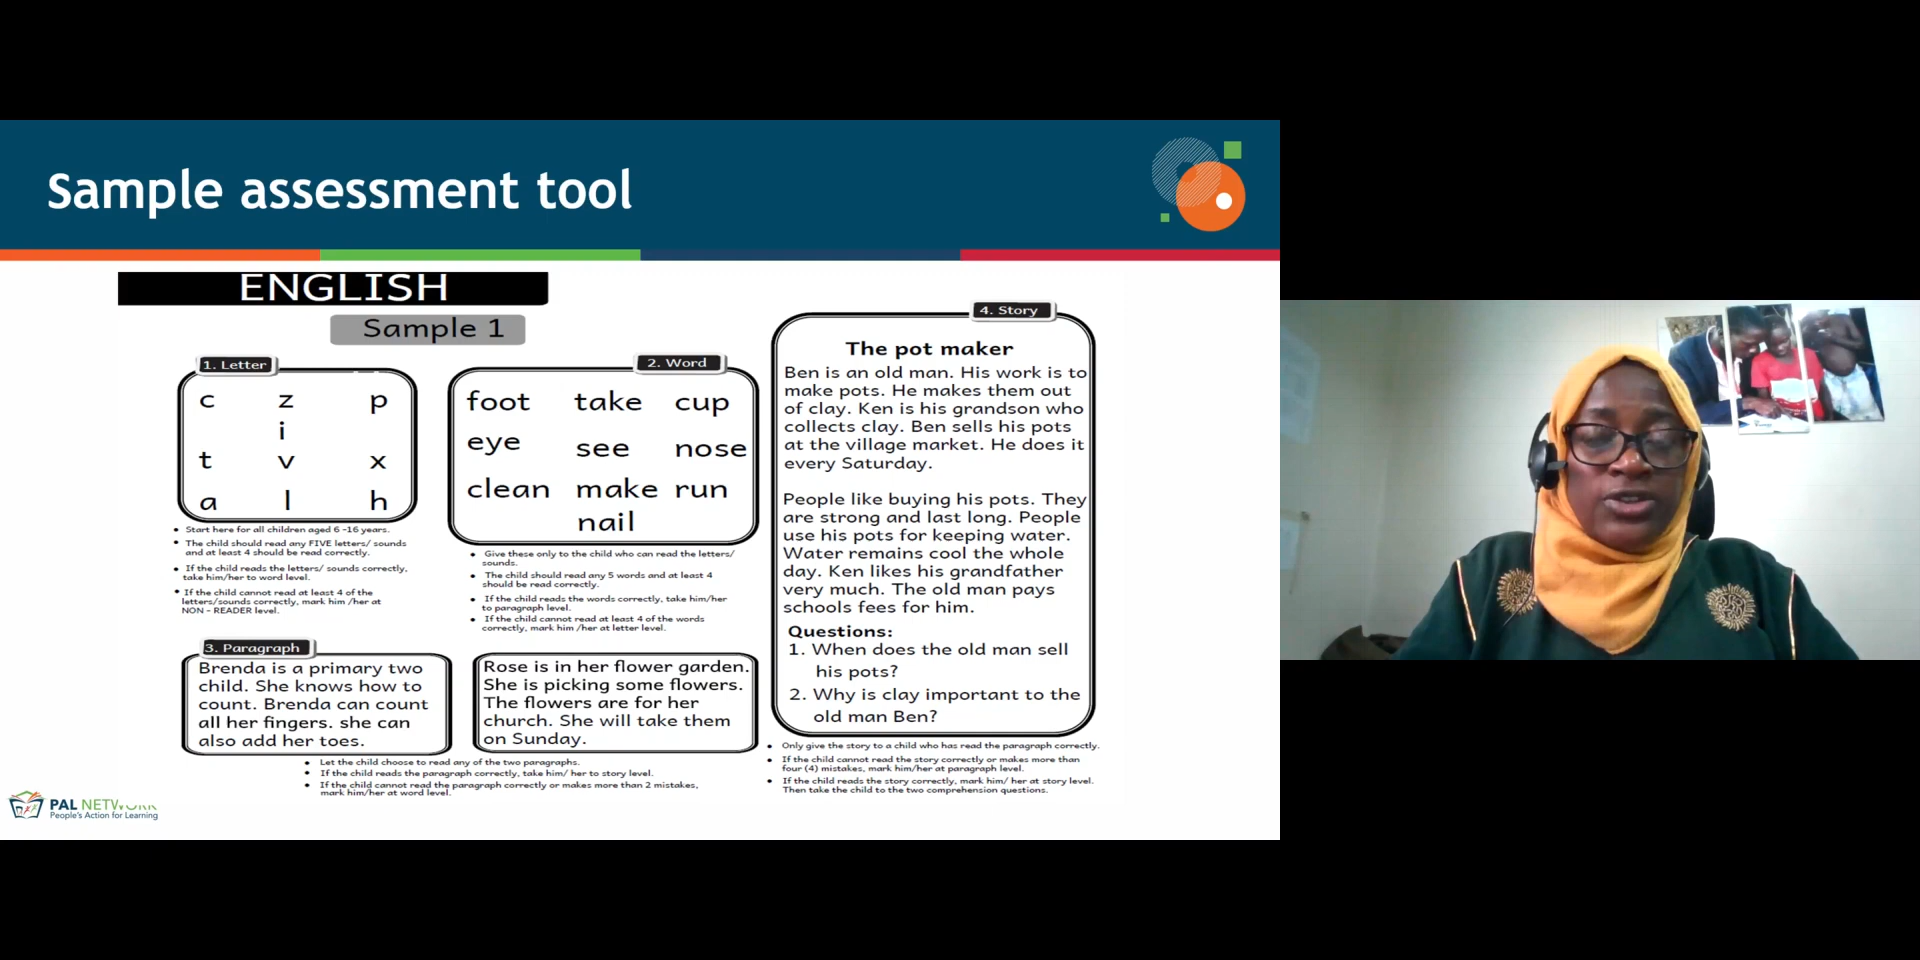 Sample assessment tool
ENGLISH
Sample 1
1. Letter
c z p
i
t v x
a l h
• Start here for all children aged 6 -16 years.
• The child should read any FIVE letters/ sounds
and at least 4 should be read correctly.
• If the child reads the letters/ sounds correctly,
take him/her to word level.
• If the child cannot read at least 4 of the
letters/sounds correctly, mark him /her at
NON - READER level.
2. Word
foot take cup
eye see nose
clean make run
nail
• Give these only to the child who can read the letters/
sounds.
• The child should read any 5 words and at least 4
should be read correctly.
• If the child reads the words correctly, take him/her
to paragraph level.
• If the child cannot read at least 4 of the words
correctly, mark him /her at letter level.
3. Paragraph
Brenda is a primary two
child. She knows how to
count. Brenda can count
all her fingers. she can
also add her toes.
Rose is in her flower garden.
She is picking some flowers.
The flowers are for her
church. She will take them
on Sunday.
• Let the child choose to read any of the two paragraphs.
• If the child reads the paragraph correctly, take him/ her to story level.
• If the child cannot read the paragraph correctly or makes more than 2 mistakes,
mark him/her at word level.
4. Story
The pot maker
Ben is an old man. His work is to
make pots. He makes them out
of clay. Ken is his grandson who
collects clay. Ben sells his pots
at the village market. He does it
every Saturday.
People like buying his pots. They
are strong and last long. People
use his pots for keeping water.
Water remains cool the whole
day. Ken likes his grandfather
very much. The old man pays
schools fees for him.
Questions:
1. When does the old man sell
his pots?
2. Why is clay important to the
old man Ben?
• Only give the story to a child who has read the paragraph correctly.
• If the child cannot read the story correctly or makes more than
four (4) mistakes, mark him/her at paragraph level.
• If the child reads the story correctly, mark him/ her at story level.
Then take the child to the two comprehension questions.
PAL NETWORK
People's Action for Learning